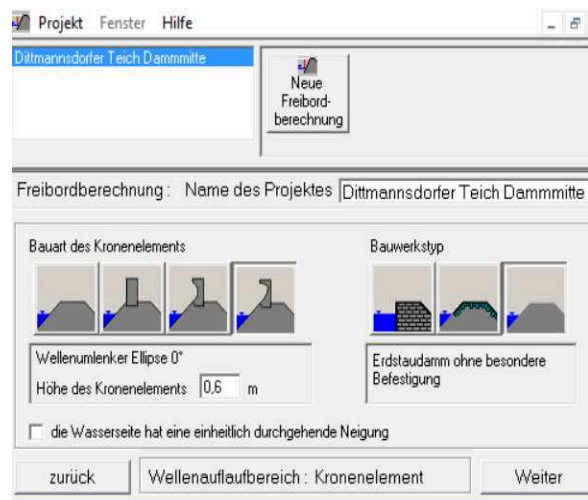 Projekt Fenster Hilfe
Dittmannsdorfer Teich Dammmitte
Neue
Freibord-
berechnung
Freibordberechnung : Name des Projektes Dittmannsdorfer Teich Dammmitte
Bauart des Kronenelements
Bauwerkstyp
Wellenumlenker Ellipse 0°
Höhe des Kronenelements 0,6 m
Erdstaudamm ohne besondere
Befestigung
die Wasserseite hat eine einheitlich durchgehende Neigung
zurück
Wellenauflaufbereich : Kronenelement
Weiter